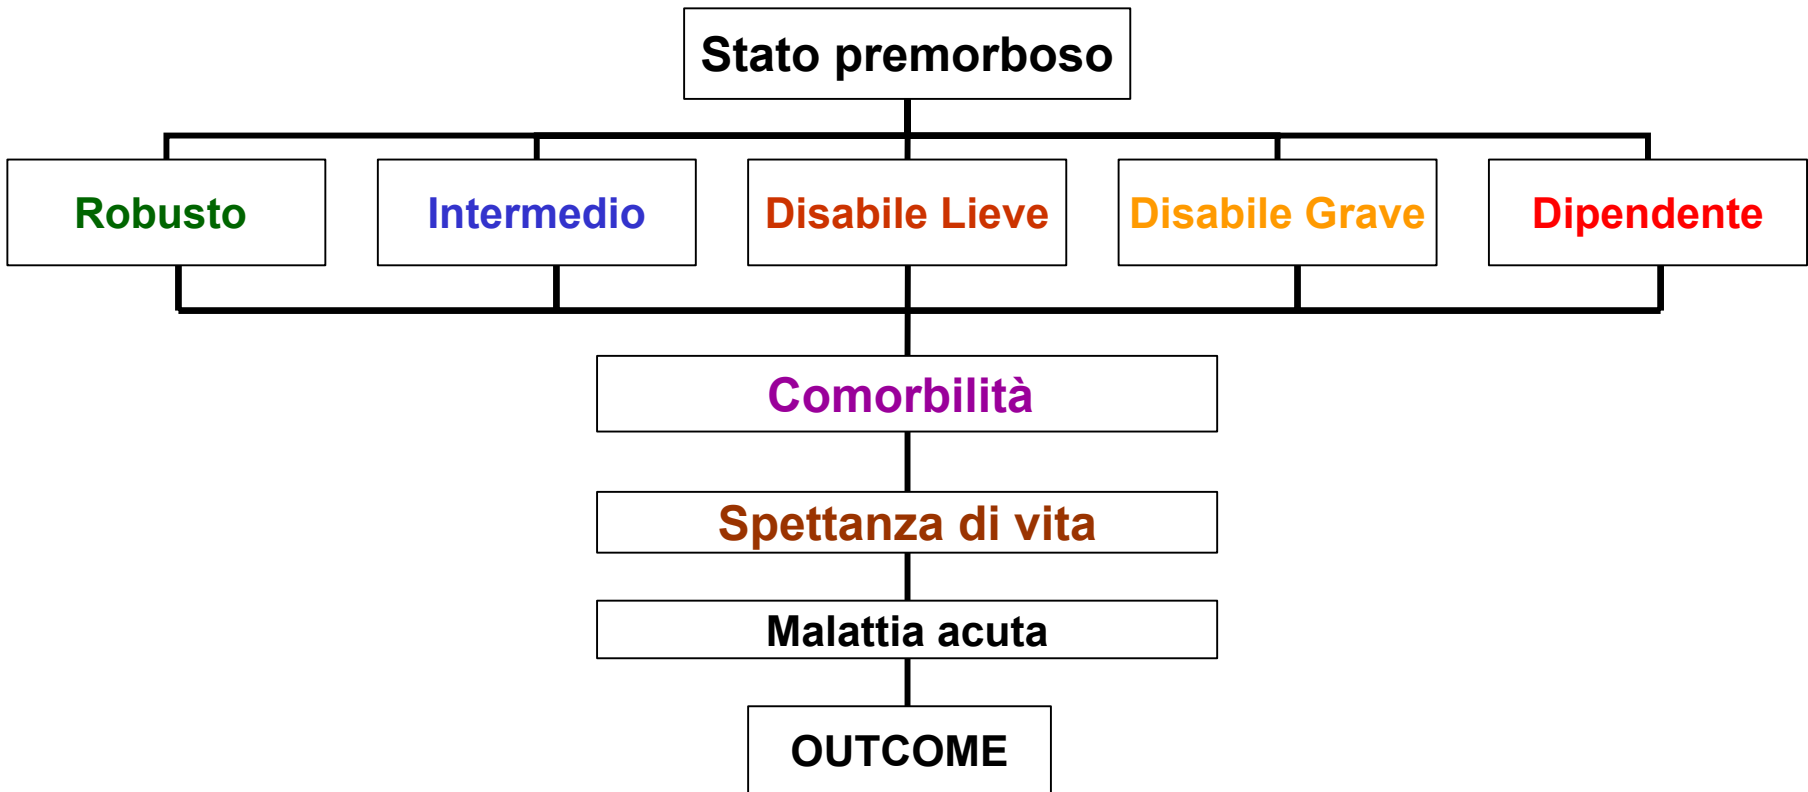 Stato premorboso
Robusto
Intermedio
Disabile Lieve
Disabile Grave
Dipendente
Comorbilità
Spettanza di vita
Malattia acuta
OUTCOME